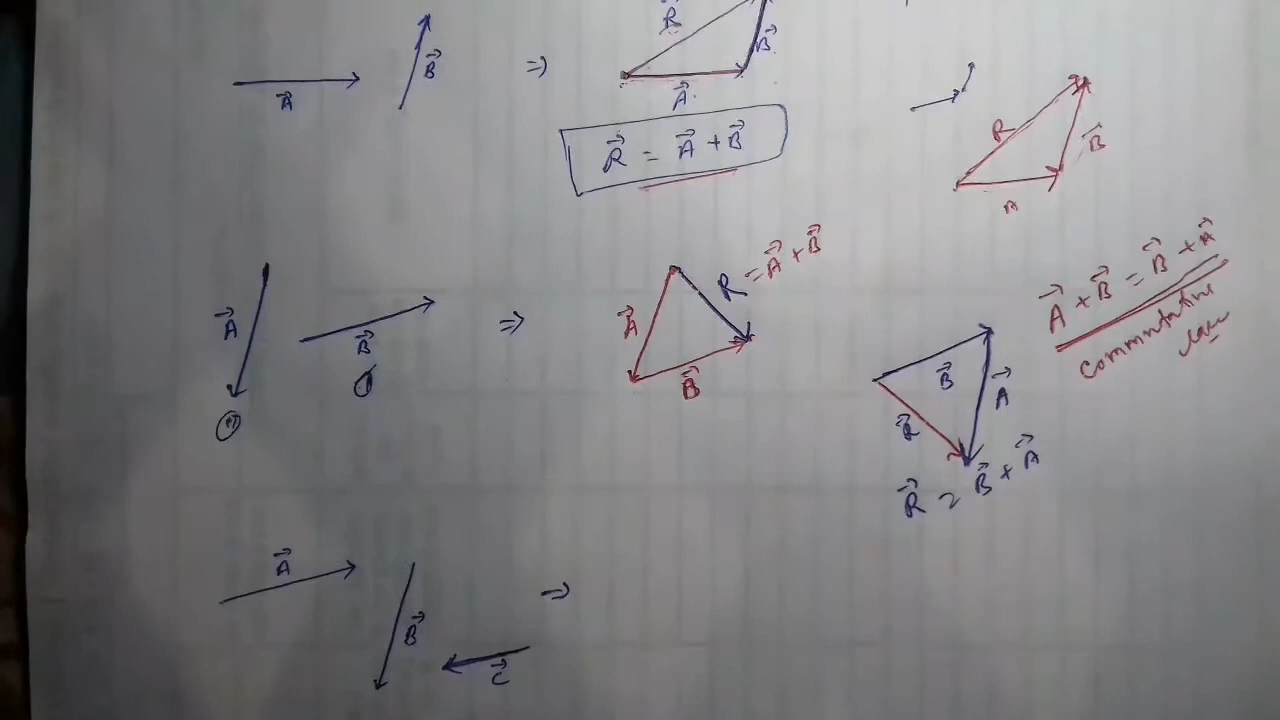 R⃗
A⃗ B⃗ ⇒ A⃗ B⃗
R⃗ = A⃗ + B⃗
R B⃗
A
A⃗ B⃗ ⇒ A⃗ B⃗ R = A⃗ + B⃗
A⃗ + B⃗ = B⃗ + A⃗
commutative law
B⃗ A⃗
R⃗
R⃗ = B⃗ + A⃗
A⃗ B⃗ C⃗ ⇒